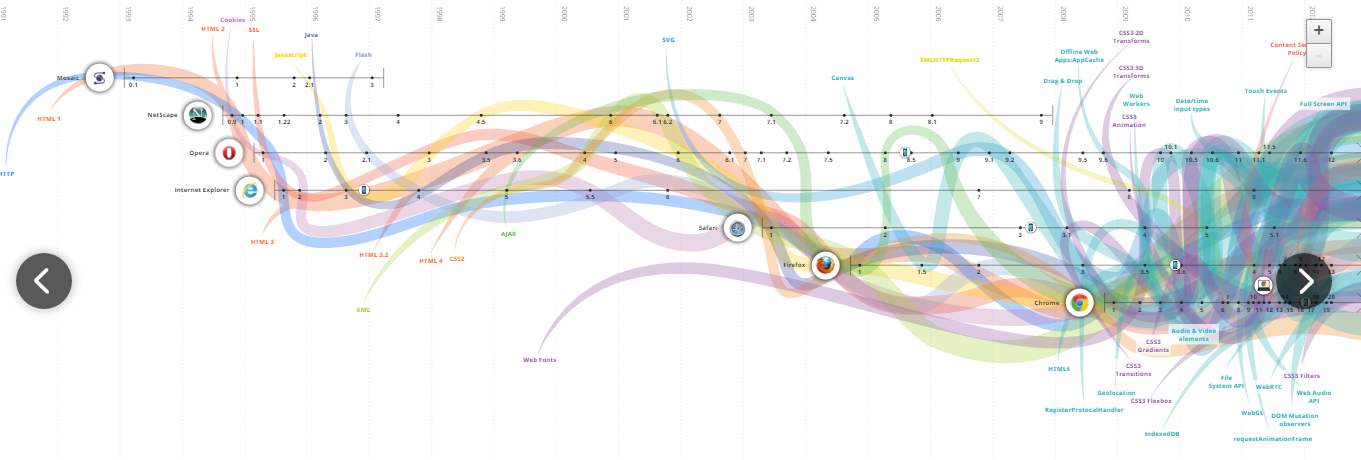 1991 1992 1993 1994 1995 1996 1997 1998 1999 2000 2001 2002 2003 2004 2005 2006 2007 2008 2009 2010 2011
Cookies
HTML 2
SSL
Java
Javascript
Flash
SVG
Canvas
XMLHTTPRequest2
CSS3 2D
Transforms
Offline Web
Apps:AppCache
CSS3 3D
Transforms
Drag & Drop
Web
Workers
Date/time
input types
CSS3
Animation
Content
Policy
Touch Events
Full Screen API
+
-
Mosaic
0.1 1 2 2.1 3
HTML 1
NetScape
0.9 1 1.1 1.22 2 3 4 4.5 6 6.1 6.2 7 7.1 7.2 8 8.1 9
Opera
1 2 2.1 3 3.5 3.6 4 5 6 6.1 7 7.1 7.2 7.5 8 8.5 9 9.1 9.2 9.5 9.6 10 10.1 10.5 10.6 11 11.1 11.5 11.6 12
HTTP
Internet Explorer
1 2 3 4 5 5.5 6 7 8 9
Safari
1 2 3 3.1 4 5 5.1
HTML 3
HTML 3.2
HTML 4
CSS2
AJAX
Firefox
1 1.5 2 3 3.5 3.6 4 5
Chrome
1 2 3 4 5 6 7 8 9 10 11 12 13 14 15 16 17 18 19 20
XML
Web Fonts
Audio & Video
elements
CSS3
Gradients
HTML5
CSS3
Transitions
File
System API
WebRTC
CSS3 Filters
Geolocation
CSS3 Flexbox
Web Audio
API
RegisterProtocalHandler
WebGL
DOM Mutation
observers
IndexedDB
requestAnimationFrame